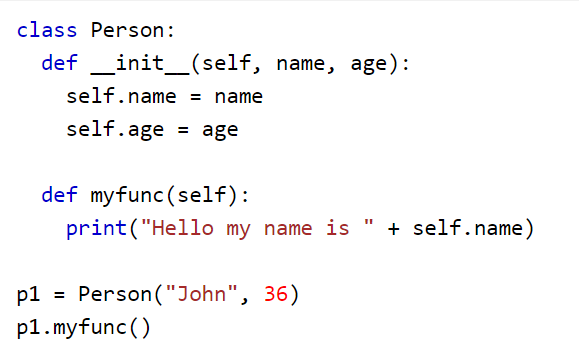 class Person:
  def __init__(self, name, age):
    self.name = name
    self.age = age

  def myfunc(self):
    print("Hello my name is " + self.name)

p1 = Person("John", 36)
p1.myfunc()